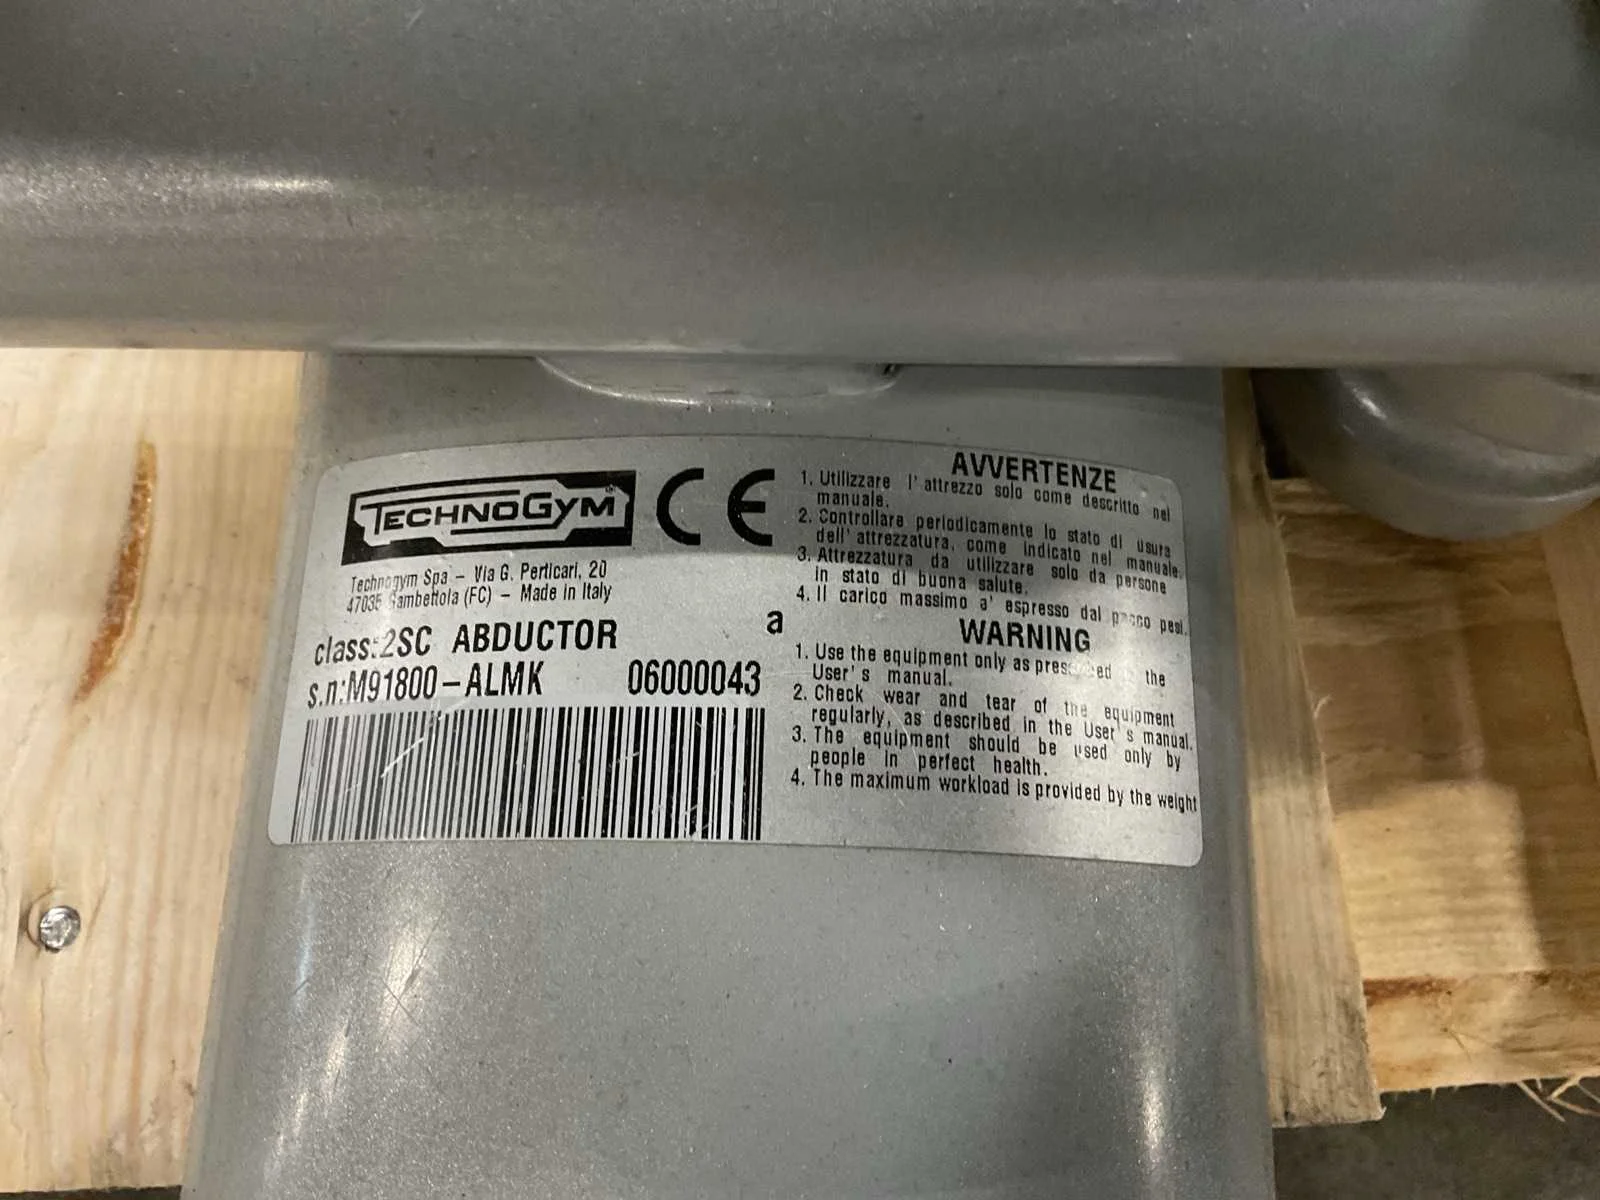 TECHNOGYM®
CE
Technogym Spa – Via G. Perticari, 20
47035 Gambettola (FC) – Made in Italy
class:2SC ABDUCTOR
a
s.n:M91800-ALMK 06000043
AVVERTENZE
1. Utilizzare l' attrezzo solo come descritto nel
manuale.
2. Controllare periodicamente lo stato di usura
dell' attrezzatura, come indicato nel manuale.
3. Attrezzatura da utilizzare solo da persone
in stato di buona salute.
4. Il carico massimo a' espresso dal pacco pesi.
WARNING
1. Use the equipment only as the
User's manual.
2. Check wear and tear of the equipment
regularly, as described in the User's manual.
3. The equipment should be used only by
people in perfect health.
4. The maximum workload is provided by the weight